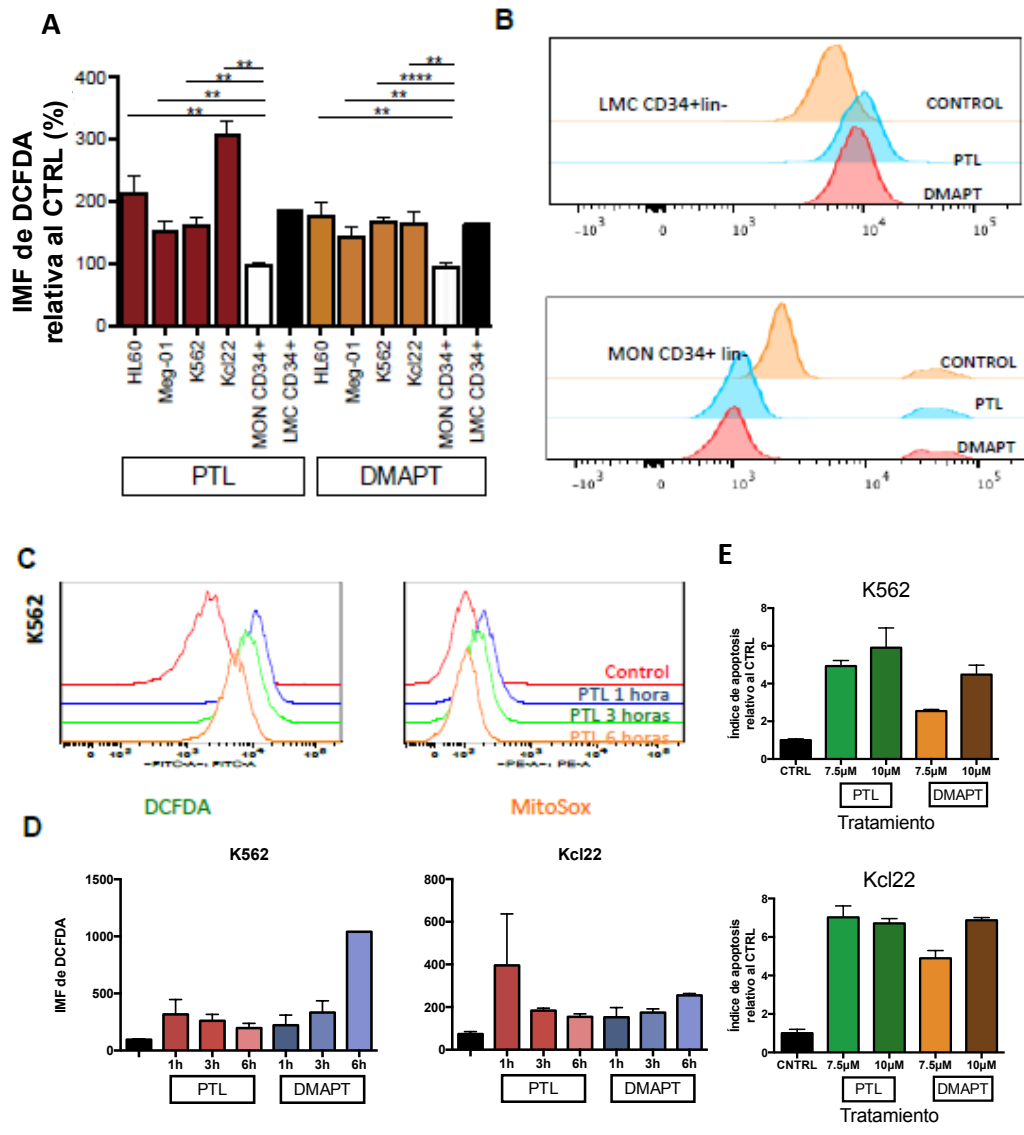 A
IMF de DCFDA
relativa al CTRL (%)
400
300
200
100
0
**
**
**
**
**
****
**
**
HL60
Meg-01
K562
Kcl22
MON CD34+
LMC CD34+
HL60
Meg-01
K562
Kcl22
MON CD34+
LMC CD34+
PTL
DMAPT
B
LMC CD34+lin-
CONTROL
PTL
DMAPT
-10³ 0 10³ 10⁴ 10⁵
MON CD34+ lin-
CONTROL
PTL
DMAPT
-10³ 0 10³ 10⁴ 10⁵
C
K562
Control
PTL 1 hora
PTL 3 horas
PTL 6 horas
DCFDA
MitoSox
D
K562
IMF de DCFDA
1500
1000
500
0
1h 3h 6h 1h 3h 6h
PTL
DMAPT
Kcl22
800
600
400
200
0
1h 3h 6h 1h 3h 6h
PTL
DMAPT
E
K562
Índice de apoptosis
relativo al CTRL
8
6
4
2
0
CTRL 7.5µM 10µM 7.5µM 10µM
PTL
DMAPT
Tratamiento
Kcl22
Índice de apoptosis
relativo al CTRL
8
6
4
2
0
CNTRL 7.5µM 10µM 7.5µM 10µM
PTL
DMAPT
Tratamiento